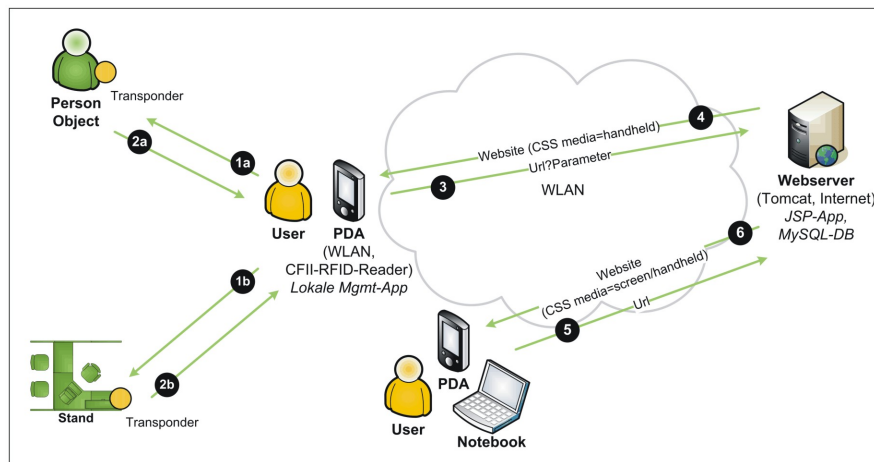 Transponder
Person
Object
2a
1a
User
PDA
(WLAN,
CFII-RFID-Reader)
Lokale Mgmt-App
4
Website (CSS media=handheld)
Url?Parameter
3
WLAN
Webserver
(Tomcat, Internet)
JSP-App,
MySQL-DB
6
Website
(CSS media=screen/handheld)
Url
5
1b
2b
Stand
Transponder
PDA
User
Notebook